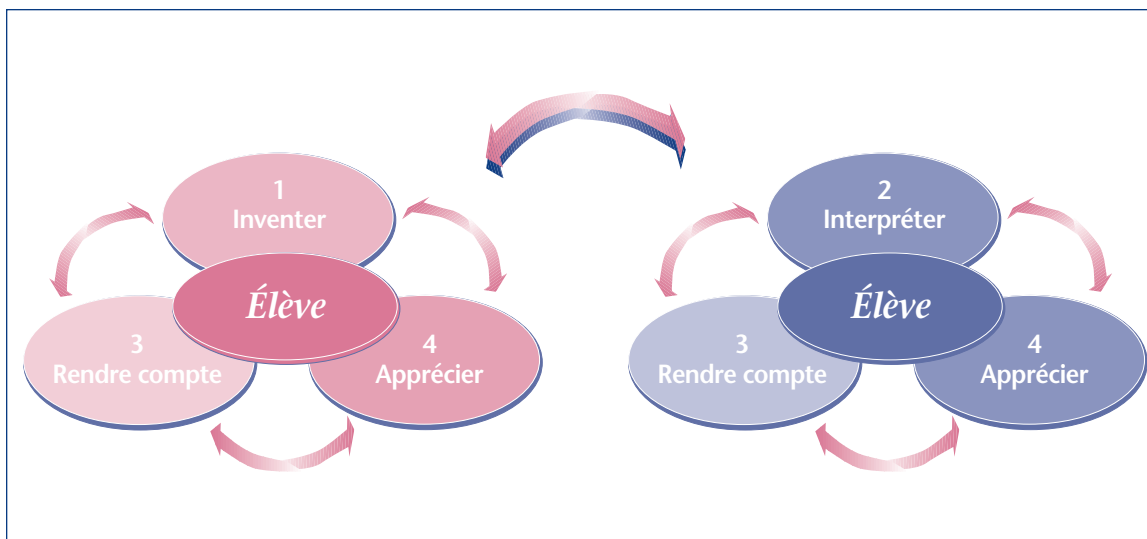 1
Inventer
Élève
3
Rendre compte
4
Apprécier
2
Interpréter
Élève
3
Rendre compte
4
Apprécier